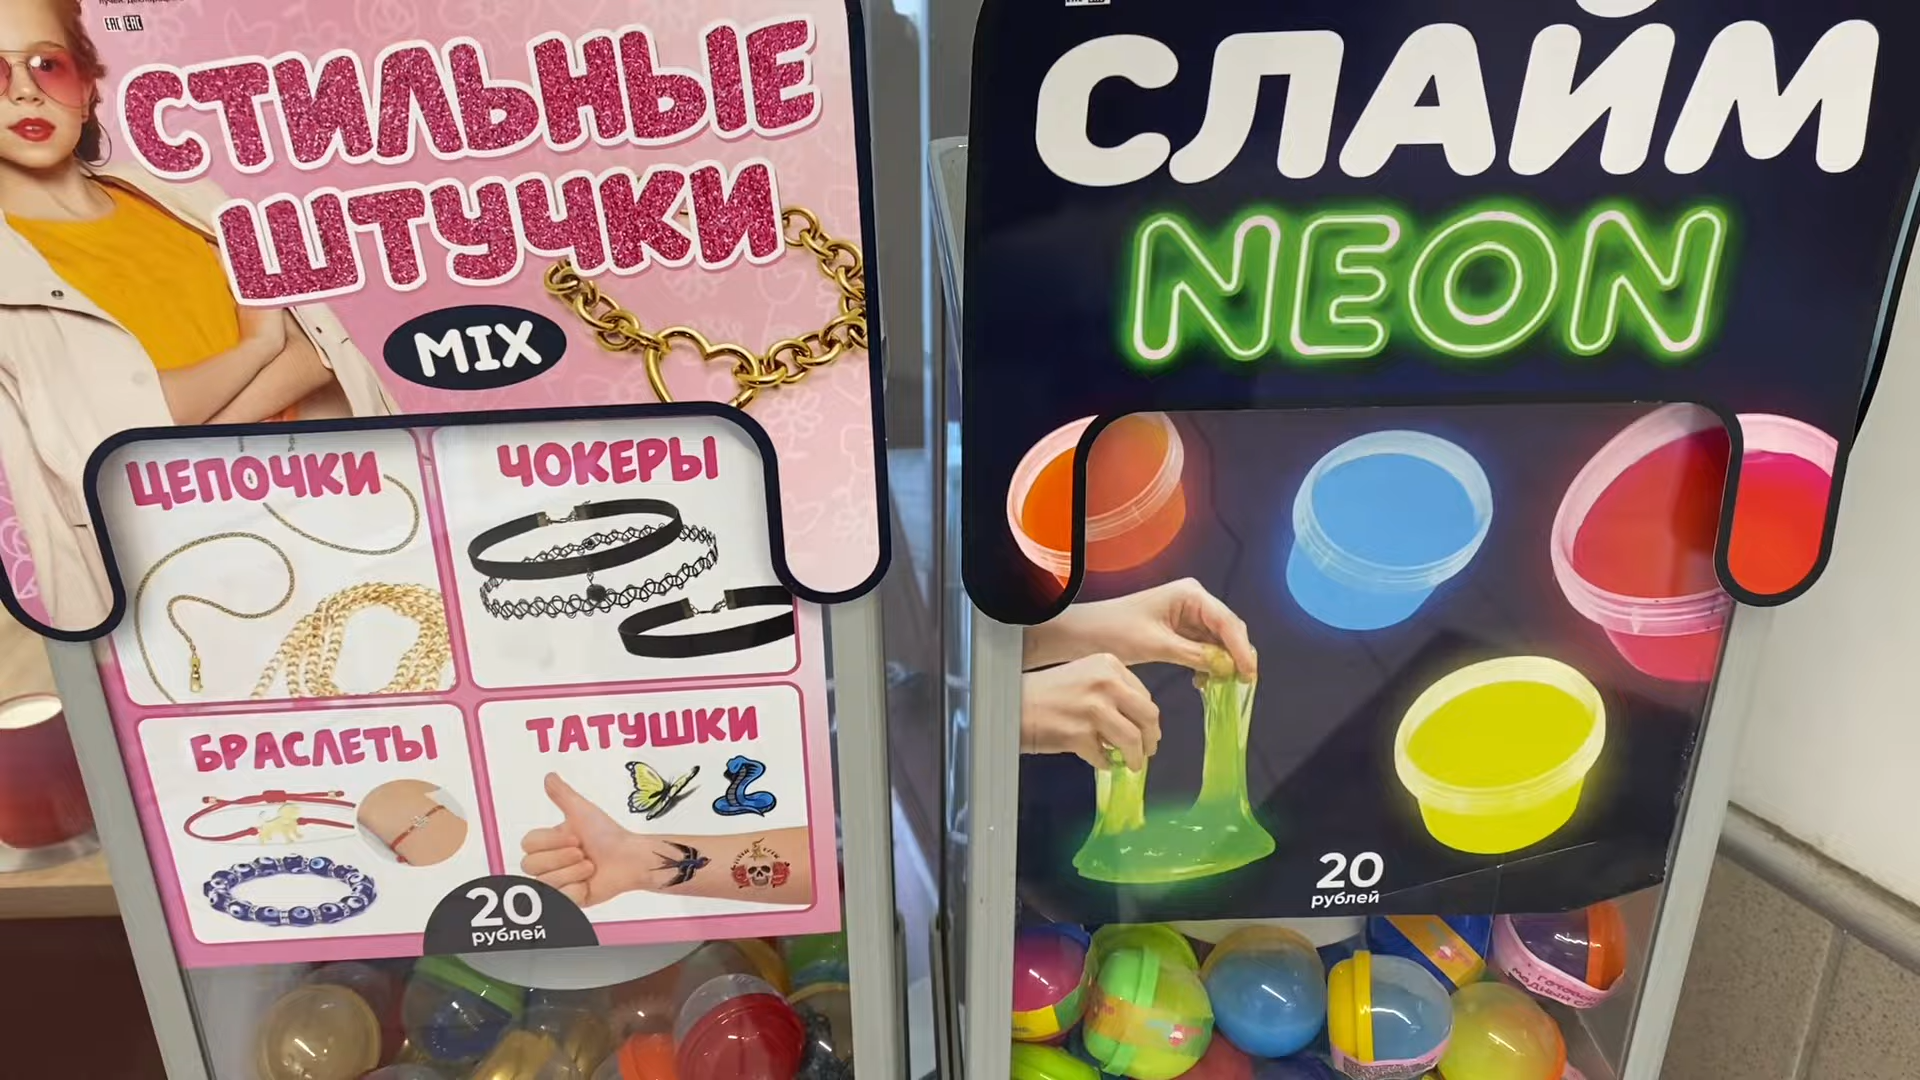 СТИЛЬНЫЕ
ШТУЧКИ
MIX
ЦЕПОЧКИ
ЧОКЕРЫ
БРАСЛЕТЫ
ТАТУШКИ
20
рублей
СЛАЙМ
NEON
20
рублей